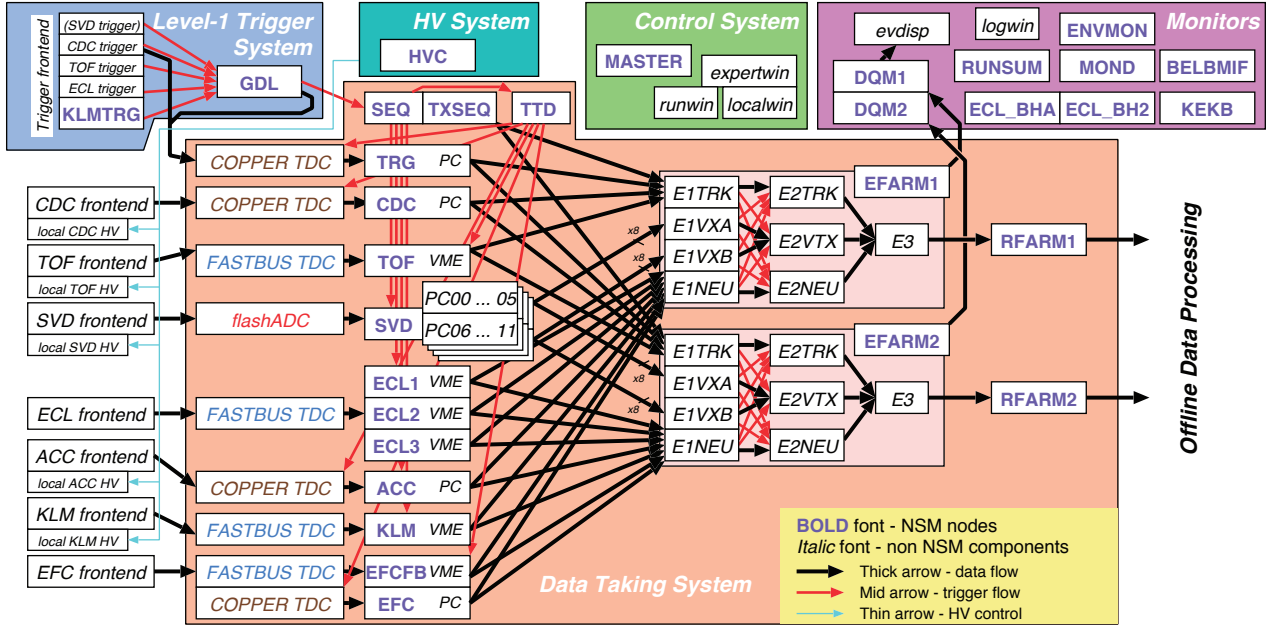 Level-1 Trigger
System
Trigger frontend
(SVD trigger)
CDC trigger
TOF trigger
ECL trigger
KLMTRG
GDL
HV System
HVC
Control System
MASTER
expertwin
runwin
localwin
Monitors
evdisp
logwin
ENVMON
DQM1
RUNSUM
MOND
BELBMIF
DQM2
ECL_BHA
ECL_BH2
KEKB
SEQ
TXSEQ
TTD
COPPER TDC
TRG PC
CDC frontend
local CDC HV
COPPER TDC
CDC PC
TOF frontend
local TOF HV
FASTBUS TDC
TOF VME
SVD frontend
local SVD HV
flashADC
SVD
PC00 ... 05
PC06 ... 11
ECL1 VME
ECL frontend
FASTBUS TDC
ECL2 VME
ECL3 VME
ACC frontend
local ACC HV
COPPER TDC
ACC PC
KLM frontend
local KLM HV
FASTBUS TDC
KLM VME
EFC frontend
FASTBUS TDC
EFCFB VME
COPPER TDC
EFC PC
Data Taking System
x8
x8
E1TRK
E1VXA
E1VXB
E1NEU
E2TRK
E2VTX
E2NEU
E3
EFARM1
RFARM1
x8
x8
E1TRK
E1VXA
E1VXB
E1NEU
E2TRK
E2VTX
E2NEU
E3
EFARM2
RFARM2
Offline Data Processing
BOLD font - NSM nodes
Italic font - non NSM components
Thick arrow - data flow
Mid arrow - trigger flow
Thin arrow - HV control